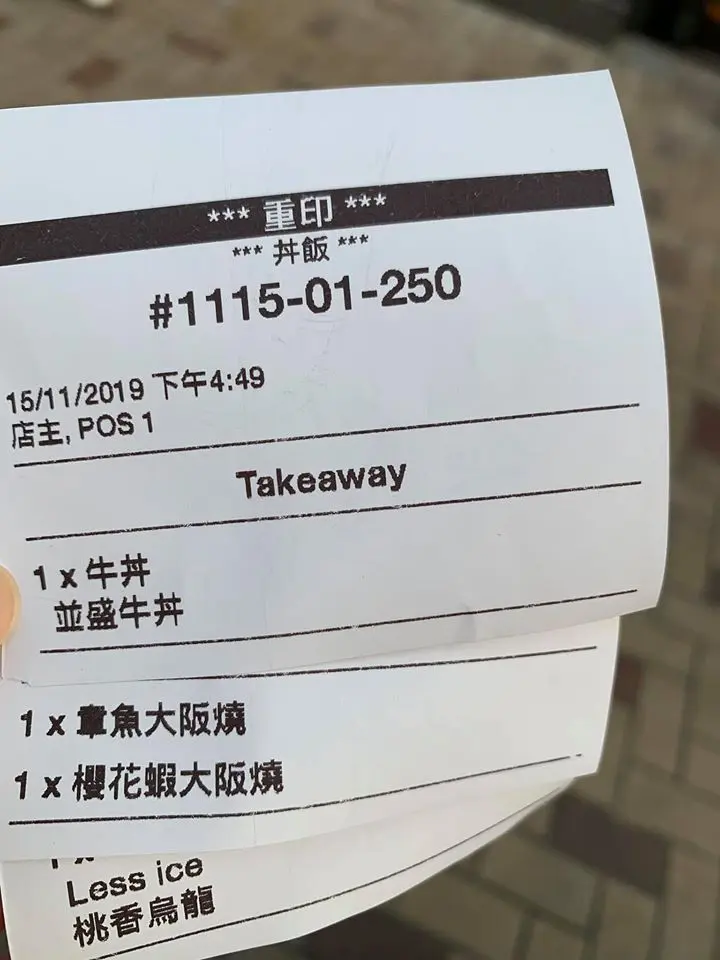 *** 重印 ***
*** 丼飯 ***
#1115-01-250
15/11/2019 下午4:49
店主, POS 1
Takeaway
1 x 牛丼
並盛牛丼
1 x 章魚大阪燒
1 x 櫻花蝦大阪燒
1 x
Less ice
桃香烏龍